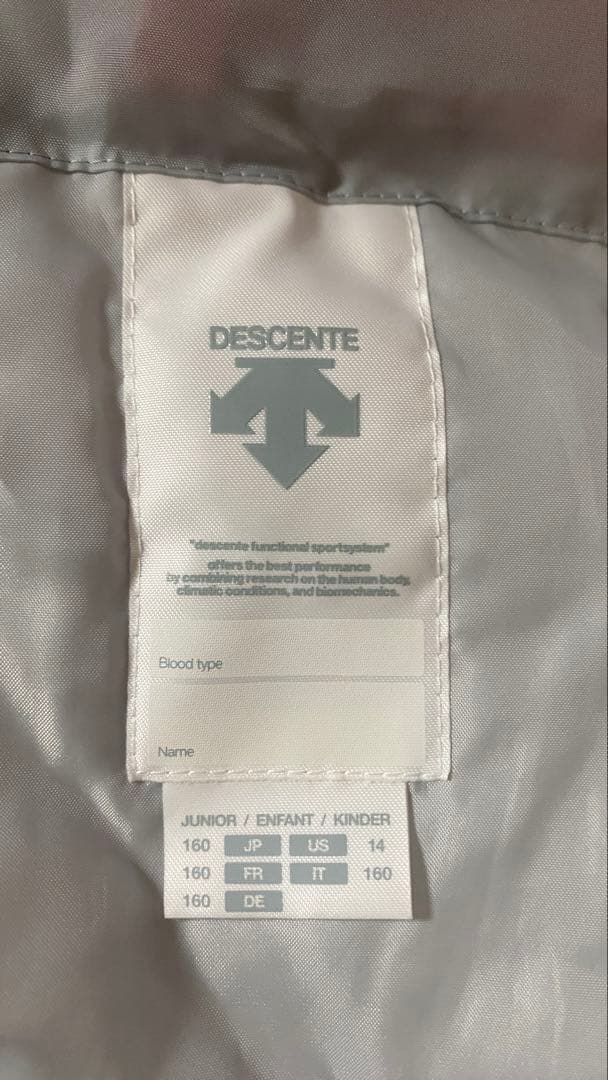 DESCENTE
"descente functional sportsystem"
offers the best performance
by combining research on the human body,
climatic conditions, and biomechanics.
Blood type
Name
JUNIOR / ENFANT / KINDER
160 JP US 14
160 FR IT 160
160 DE